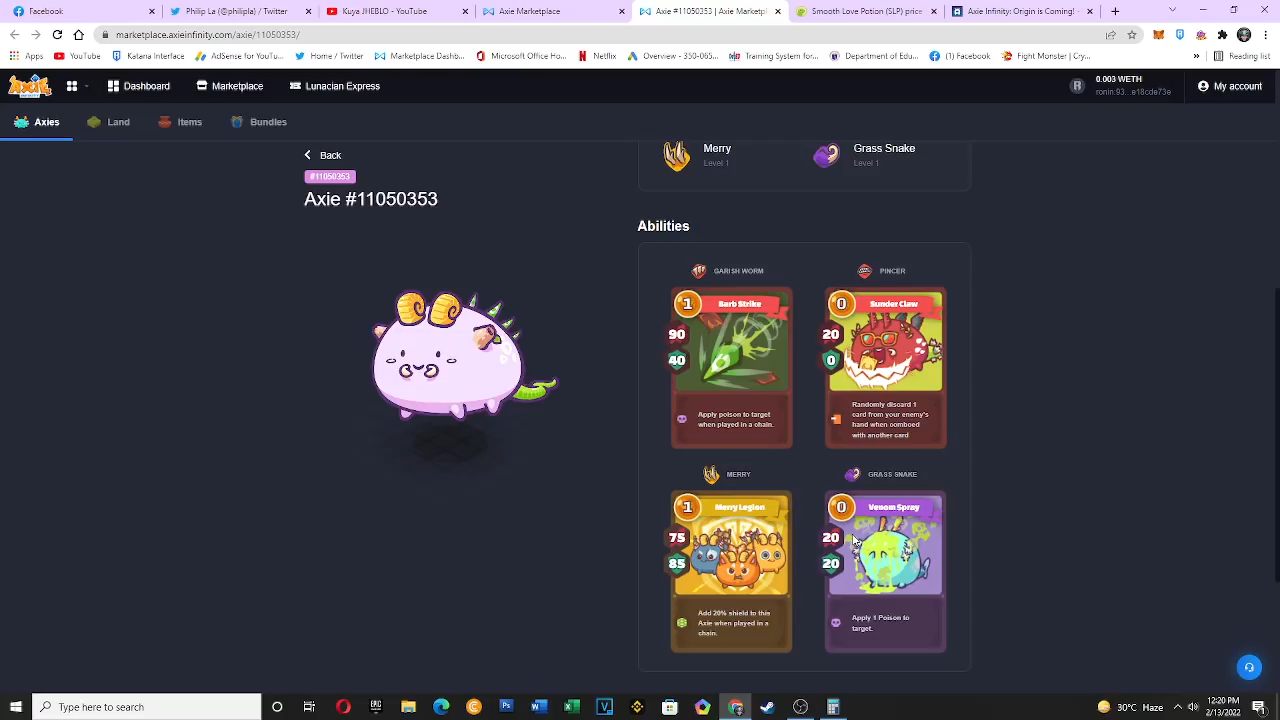 Facebook
Philip La (@philipla) / Twitter
Kuya JHEBLO - YouTube
Axie Marketplace
Axie #11050353 | Axie Marketpl
Smooth Love Potion (SLP) price
Axie Infinity: Origin is Coming -
marketplace.axieinfinity.com/axie/11050353/
Apps
YouTube
Katana Interface
AdSense for YouTu...
Home / Twitter
Marketplace Dashb...
Microsoft Office Ho...
Netflix
Overview - 350-065...
Training System for...
Department of Edu...
(1) Facebook
Fight Monster | Cry...
»
Reading list
AXIE
Dashboard
Marketplace
Lunacian Express
0.003 WETH
ronin:93...e18cde73e
My account
Axies
Land
Items
Bundles
Back
#11050353
Axie #11050353
Merry
Level 1
Grass Snake
Level 1
Abilities
GARISH WORM
PINCER
1
Barb Strike
90
40
Apply poison to target
when played in a chain.
0
Sunder Claw
20
0
Randomly discard 1
card from your enemy's
hand when comboed
with another card
MERRY
GRASS SNAKE
1
Merry Legion
75
85
Add 20% shield to this
Axie when played in a
chain.
0
Venom Spray
20
20
Apply 1 Poison to
target.
Type here to search
30°C Haze
12:20 PM
2/13/2022